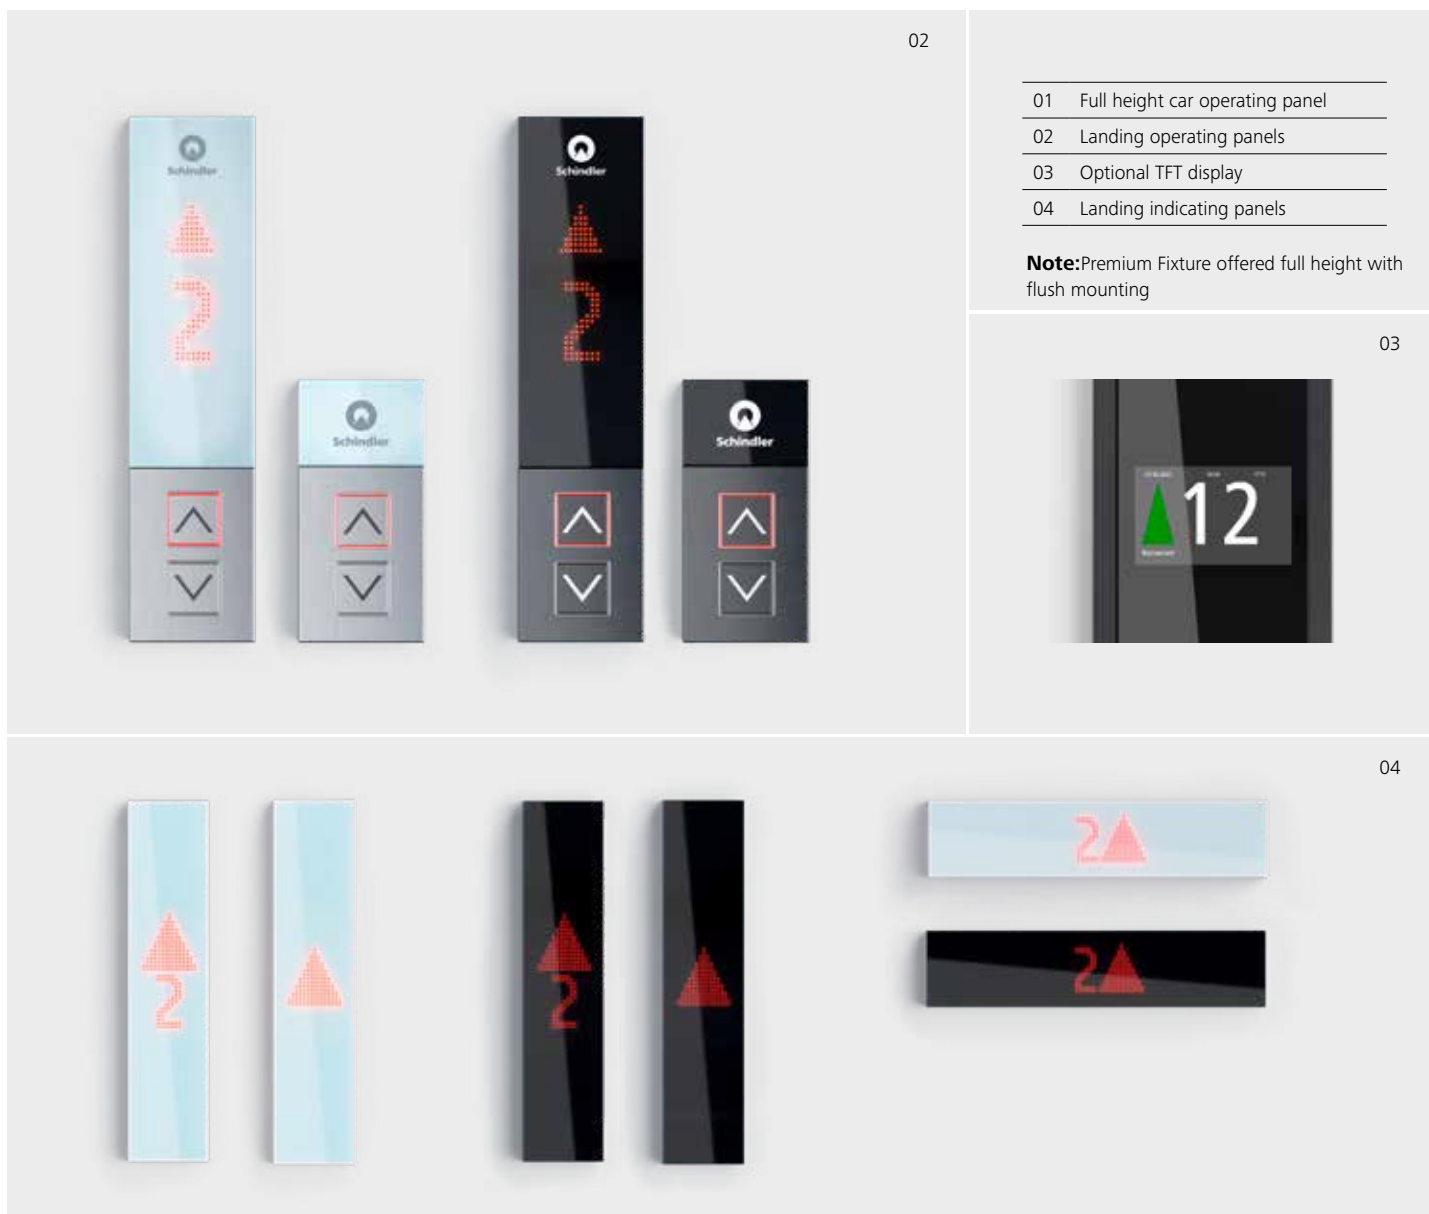 02
Schindler
2
Schindler
Schindler
2
Schindler
01 Full height car operating panel
02 Landing operating panels
03 Optional TFT display
04 Landing indicating panels
Note:Premium Fixture offered full height with
flush mounting
03
12
04
2
2
2
2